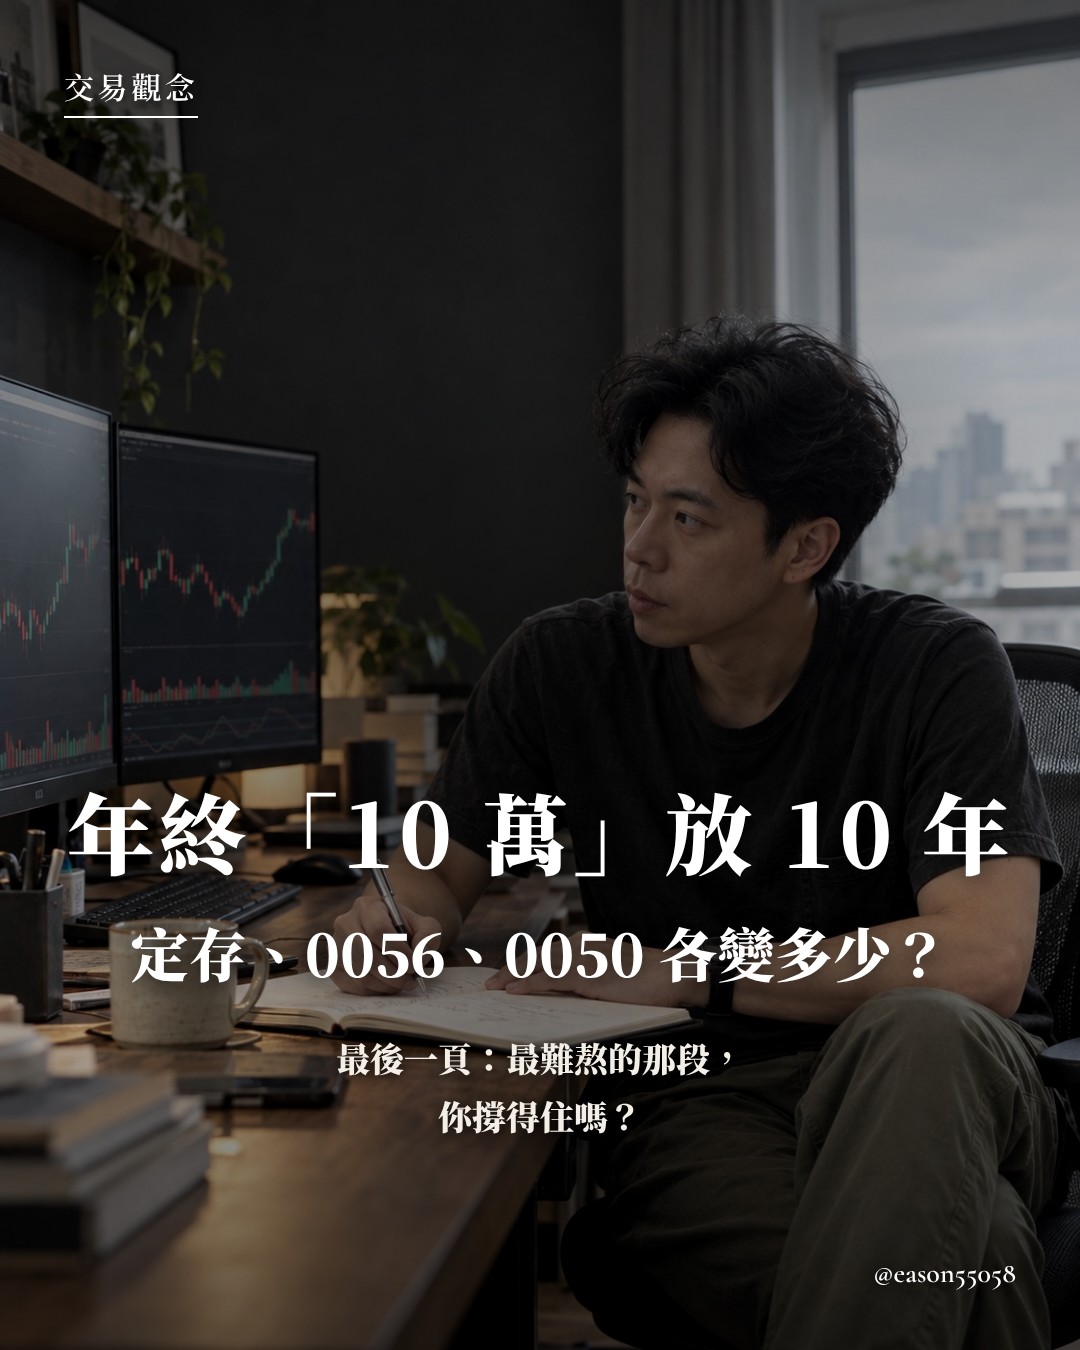 交易觀念
年終「10 萬」放 10 年
定存、0056、0050 各變多少？
最後一頁：最難熬的那段，
你撐得住嗎？
@eason55058